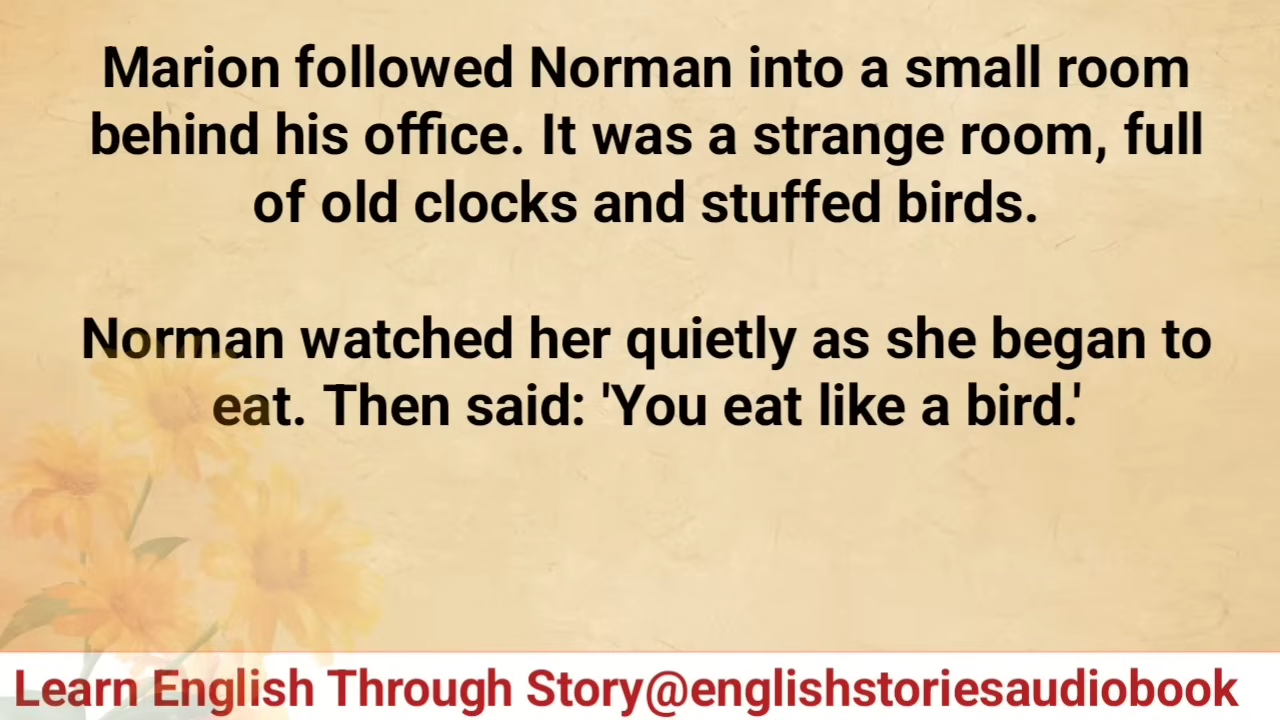 Marion followed Norman into a small room
behind his office. It was a strange room, full
of old clocks and stuffed birds.
Norman watched her quietly as she began to
eat. Then said: 'You eat like a bird.'
Learn English Through Story@englishstoriesaudiobook